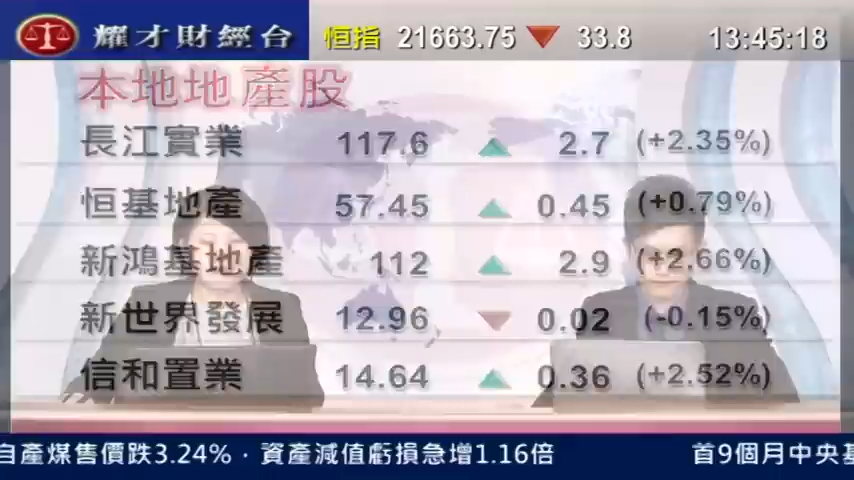 耀才財經台 恒指 21663.75 33.8 13:45:18
本地地產股
長江實業 117.6 2.7 (+2.35%)
恒基地產 57.45 0.45 (+0.79%)
新鴻基地產 112 2.9 (+2.66%)
新世界發展 12.96 0.02 (-0.15%)
信和置業 14.64 0.36 (+2.52%)
自產煤售價跌3.24%．資產減值虧損急增1.16倍 首9個月中央基